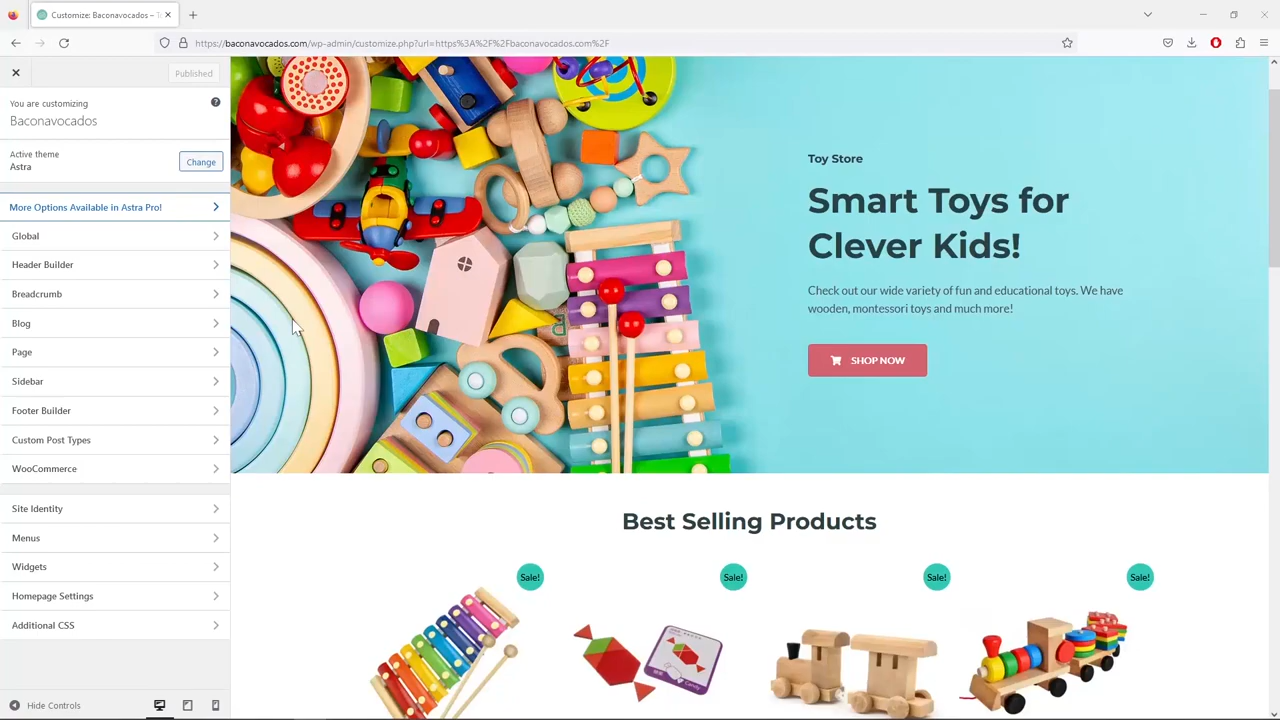 Customize: Baconavocados – T
https://baconavocados.com/wp-admin/customize.php?url=https%3A%2F%2Fbaconavocados.com%2F
Published
You are customizing
Baconavocados
Active theme
Astra
Change
More Options Available in Astra Pro!
Global
Header Builder
Breadcrumb
Blog
Page
Sidebar
Footer Builder
Custom Post Types
WooCommerce
Site Identity
Menus
Widgets
Homepage Settings
Additional CSS
Hide Controls
Toy Store
Smart Toys for
Clever Kids!
Check out our wide variety of fun and educational toys. We have
wooden, montessori toys and much more!
SHOP NOW
Best Selling Products
Sale!
Sale!
Sale!
Sale!